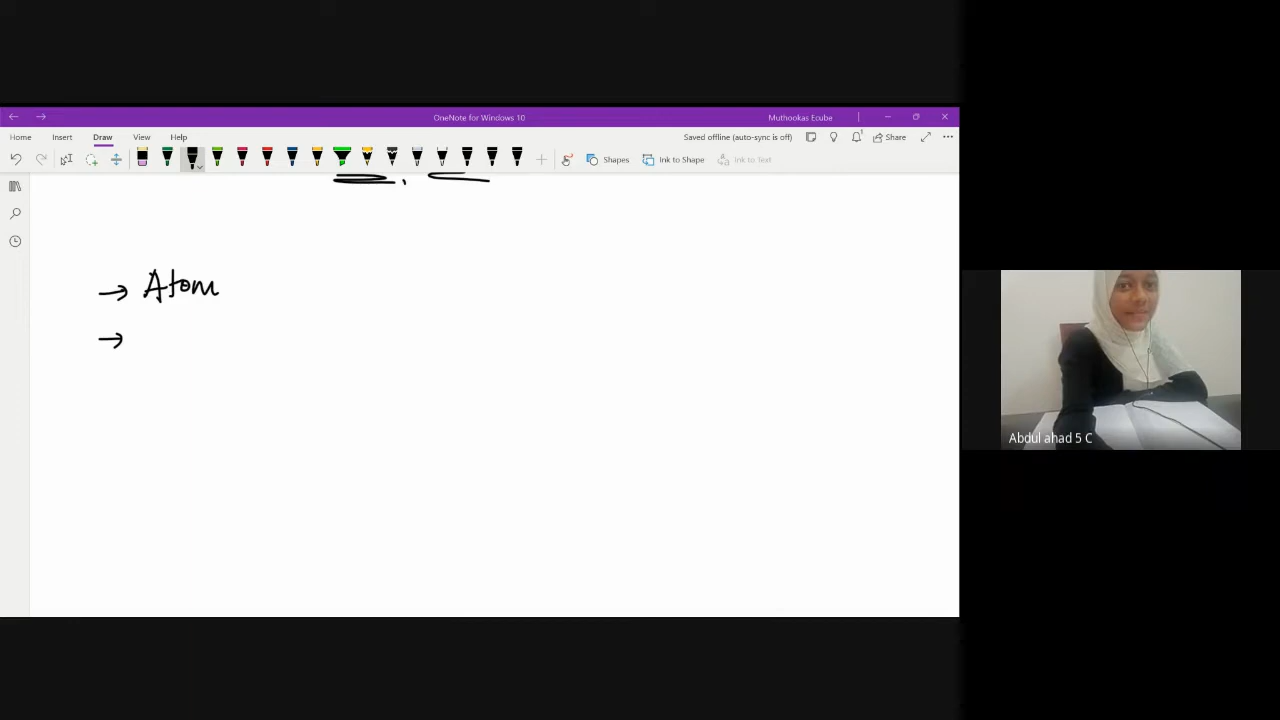 OneNote for Windows 10
Muthookas Ecube
Home Insert Draw View Help
Saved offline (auto-sync is off)
Share
Shapes
Ink to Shape
Ink to Text
→ Atom
→
Abdul ahad 5 C